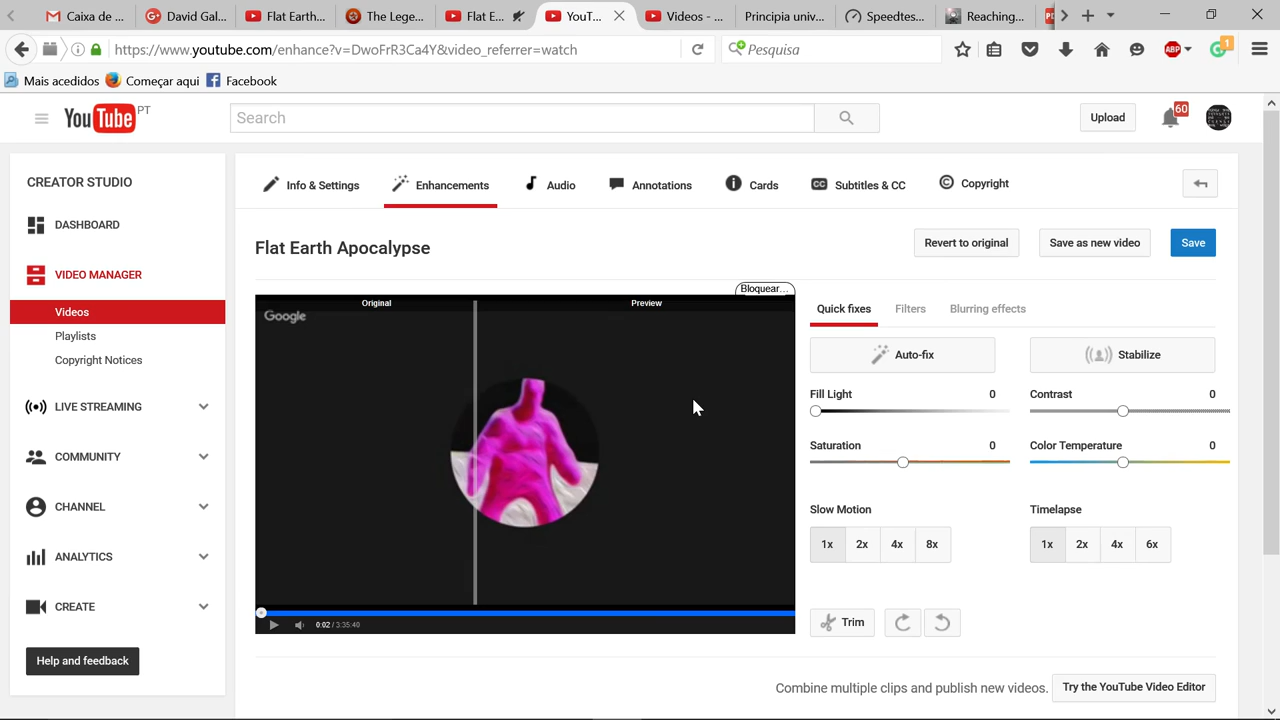 Caixa de ... David Gal... Flat Earth... The Lege... Flat E... YouT... Videos - ... Principia univ... Speedtes... Reaching...
https://www.youtube.com/enhance?v=DwoFrR3Ca4Y&video_referrer=watch Pesquisa ABP 1
Mais acedidos Começar aqui Facebook
YouTube PT Search Upload 60
CREATOR STUDIO Info & Settings Enhancements Audio Annotations Cards CC Subtitles & CC © Copyright
DASHBOARD
Flat Earth Apocalypse Revert to original Save as new video Save
VIDEO MANAGER
Bloquear...
Videos Original Preview Quick fixes Filters Blurring effects
Google
Playlists
Copyright Notices Auto-fix Stabilize
LIVE STREAMING Fill Light 0 Contrast 0
COMMUNITY Saturation 0 Color Temperature 0
CHANNEL Slow Motion Timelapse
ANALYTICS 1x 2x 4x 8x 1x 2x 4x 6x
CREATE
0:02 / 3:35:40 Trim
Help and feedback
Combine multiple clips and publish new videos. Try the YouTube Video Editor